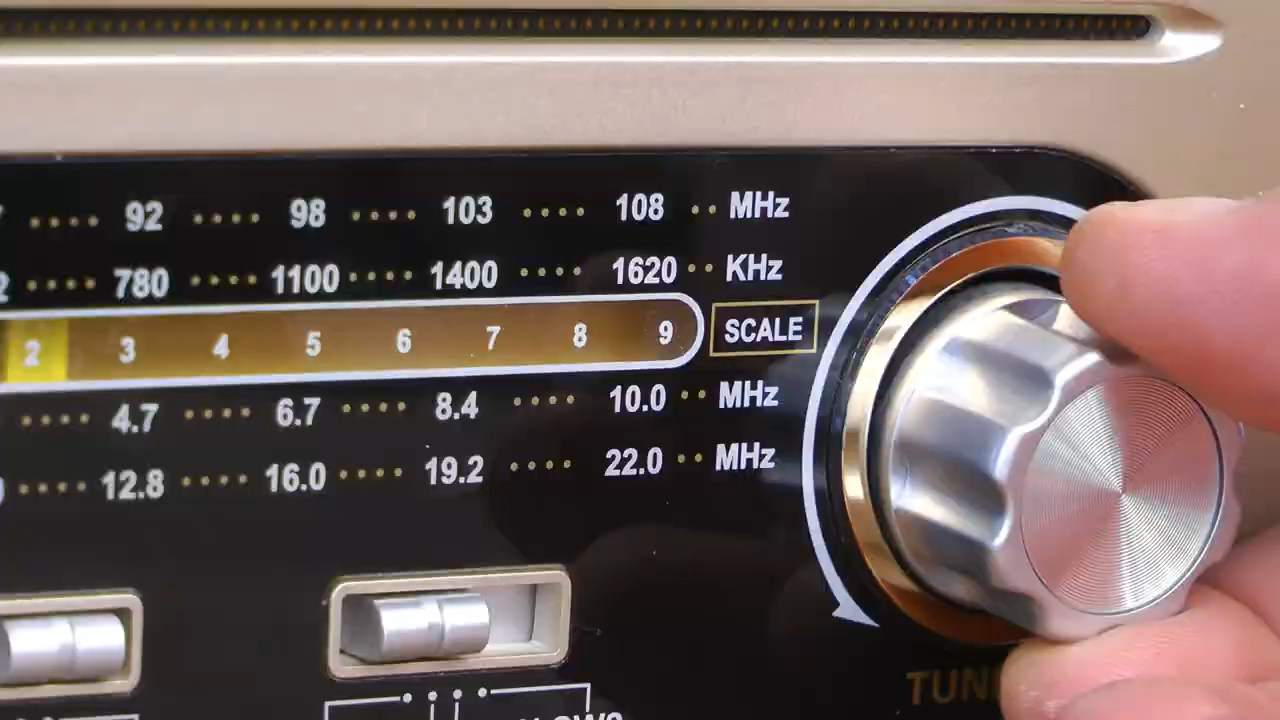 92 98 103 108 MHz
780 1100 1400 1620 KHz
2 3 4 5 6 7 8 9 SCALE
4.7 6.7 8.4 10.0 MHz
12.8 16.0 19.2 22.0 MHz